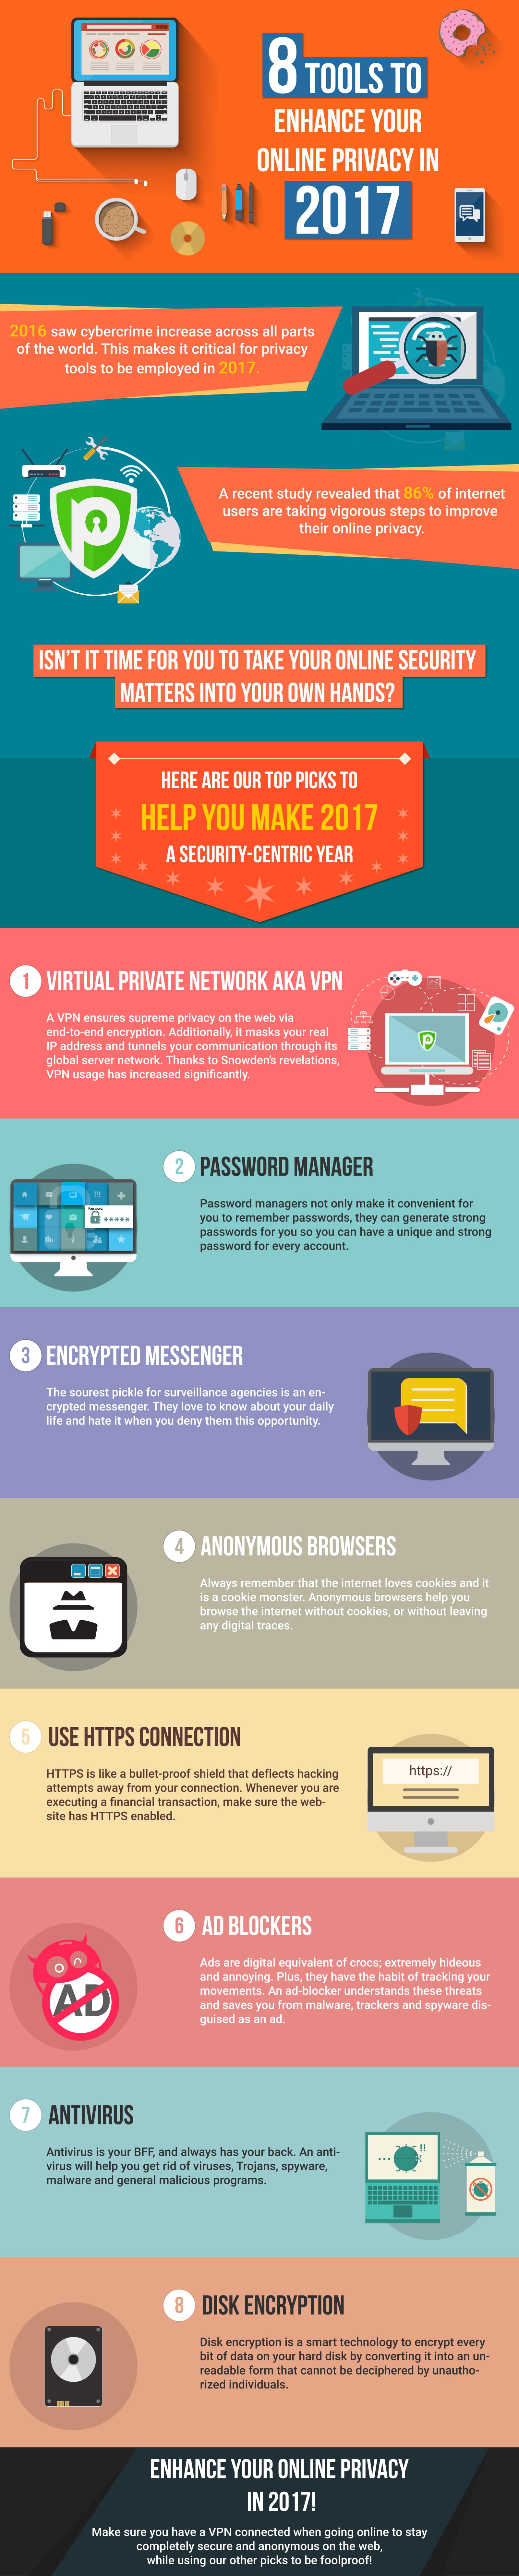 8 TOOLS TO
ENHANCE YOUR
ONLINE PRIVACY IN
2017
2016 saw cybercrime increase across all parts
of the world. This makes it critical for privacy
tools to be employed in 2017.
A recent study revealed that 86% of internet
users are taking vigorous steps to improve
their online privacy.
ISN'T IT TIME FOR YOU TO TAKE YOUR ONLINE SECURITY
MATTERS INTO YOUR OWN HANDS?
HERE ARE OUR TOP PICKS TO
HELP YOU MAKE 2017
A SECURITY-CENTRIC YEAR
1 VIRTUAL PRIVATE NETWORK AKA VPN
A VPN ensures supreme privacy on the web via
end-to-end encryption. Additionally, it masks your real
IP address and tunnels your communication through its
global server network. Thanks to Snowden's revelations,
VPN usage has increased significantly.
2 PASSWORD MANAGER
Password managers not only make it convenient for
you to remember passwords, they can generate strong
passwords for you so you can have a unique and strong
password for every account.
3 ENCRYPTED MESSENGER
The sourest pickle for surveillance agencies is an en-
crypted messenger. They love to know about your daily
life and hate it when you deny them this opportunity.
4 ANONYMOUS BROWSERS
Always remember that the internet loves cookies and it
is a cookie monster. Anonymous browsers help you
browse the internet without cookies, or without leaving
any digital traces.
5 USE HTTPS CONNECTION
HTTPS is like a bullet-proof shield that deflects hacking
attempts away from your connection. Whenever you are
executing a financial transaction, make sure the web-
site has HTTPS enabled.
https://
6 AD BLOCKERS
Ads are digital equivalent of crocs; extremely hideous
and annoying. Plus, they have the habit of tracking your
movements. An ad-blocker understands these threats
and saves you from malware, trackers and spyware dis-
guised as an ad.
AD
7 ANTIVIRUS
Antivirus is your BFF, and always has your back. An anti-
virus will help you get rid of viruses, Trojans, spyware,
malware and general malicious programs.
!!
8 DISK ENCRYPTION
Disk encryption is a smart technology to encrypt every
bit of data on your hard disk by converting it into an un-
readable form that cannot be deciphered by unautho-
rized individuals.
ENHANCE YOUR ONLINE PRIVACY
IN 2017!
Make sure you have a VPN connected when going online to stay
completely secure and anonymous on the web,
while using our other picks to be foolproof!